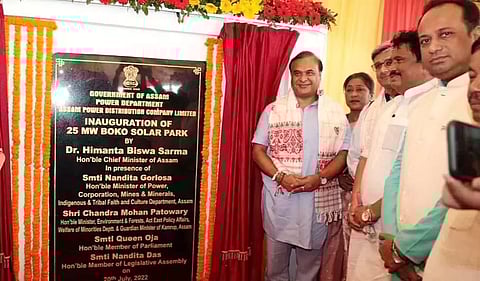 GOVERNMENT OF ASSAM
POWER DEPARTMENT
ASSAM POWER DISTRIBUTION COMPANY LIMITED
INAUGURATION OF
25 MW BOKO SOLAR PARK
BY
Dr. Himanta Biswa Sarma
Hon'ble Chief Minister of Assam
in presence of
Smti Nandita Gorlosa
Hon'ble Minister of Power,
Corporation, Mines & Minerals,
Indigenous & Tribal Faith and Culture Department, Assam
Shri Chandra Mohan Patowary
Hon'ble Minister, Environment & Forests, Act East Policy Affairs,
Welfare of Minorities Deptt. & Guardian Minister of Kamrup, Assam
Smti Queen Oja
Hon'ble Member of Parliament
Smti Nandita Das
Hon'ble Member of Legislative Assembly
on
20th July, 2022